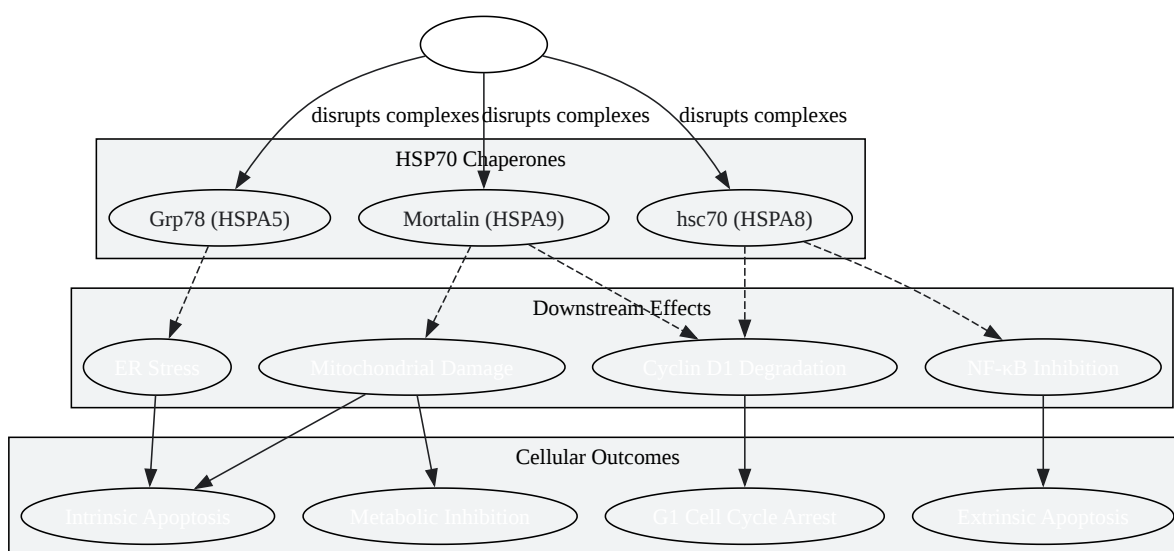 disrupts complexes disrupts complexes disrupts complexes
HSP70 Chaperones
Grp78 (HSPA5) Mortalin (HSPA9) hsc70 (HSPA8)
Downstream Effects
ER Stress Mitochondrial Damage Cyclin D1 Degradation NF-κB Inhibition
Cellular Outcomes
Intrinsic Apoptosis Metabolic Inhibition G1 Cell Cycle Arrest Extrinsic Apoptosis